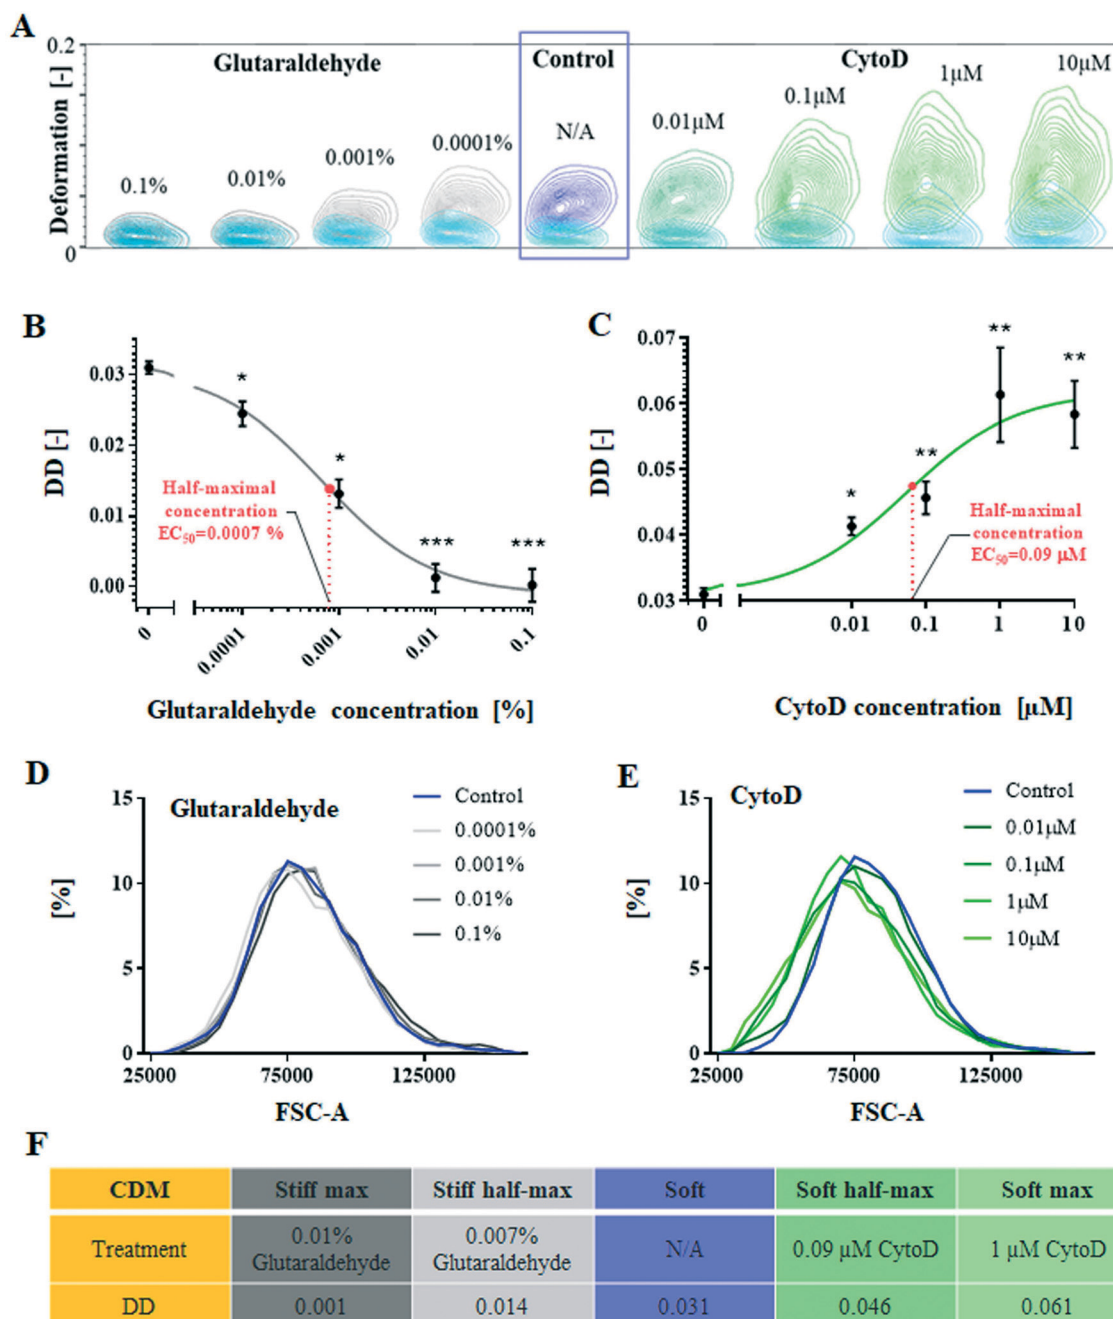 A
Deformation [-]
0.2
0
Glutaraldehyde
Control
CytoD
0.1%
0.01%
0.001%
0.0001%
N/A
0.01µM
0.1µM
1µM
10µM
B
DD [-]
0.03
0.02
0.01
0.00
*
*
***
***
Half-maximal
concentration
EC50=0.0007 %
0
0.0001
0.001
0.01
0.1
Glutaraldehyde concentration [%]
C
DD [-]
0.07
0.06
0.05
0.04
0.03
*
**
**
**
Half-maximal
concentration
EC50=0.09 µM
0
0.01
0.1
1
10
CytoD concentration [µM]
D
Glutaraldehyde
[%]
15
10
5
0
Control
0.0001%
0.001%
0.01%
0.1%
25000
75000
125000
FSC-A
E
CytoD
[%]
15
10
5
0
Control
0.01µM
0.1µM
1µM
10µM
25000
75000
125000
FSC-A
F
CDM Stiff max Stiff half-max Soft Soft half-max Soft max
Treatment 0.01% Glutaraldehyde 0.007% Glutaraldehyde N/A 0.09 µM CytoD 1 µM CytoD
DD 0.001 0.014 0.031 0.046 0.061